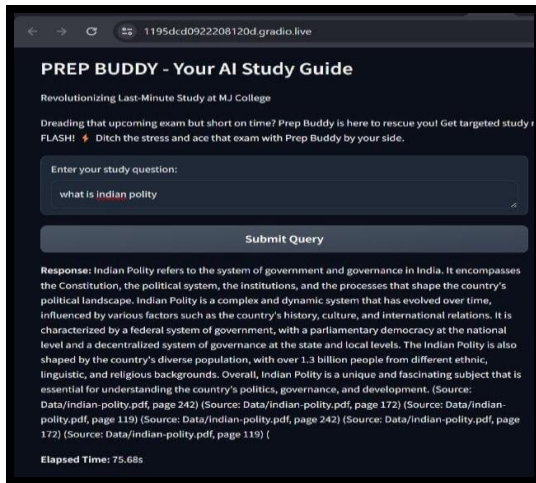 1195dcd0922208120d.gradio.live
PREP BUDDY - Your AI Study Guide
Revolutionizing Last-Minute Study at MJ College
Dreading that upcoming exam but short on time? Prep Buddy is here to rescue you! Get targeted study
FLASH! ⚡ Ditch the stress and ace that exam with Prep Buddy by your side.
Enter your study question:
what is indian polity
Submit Query
Response: Indian Polity refers to the system of government and governance in India. It encompasses
the Constitution, the political system, the institutions, and the processes that shape the country's
political landscape. Indian Polity is a complex and dynamic system that has evolved over time,
influenced by various factors such as the country's history, culture, and international relations. It is
characterized by a federal system of government, with a parliamentary democracy at the national
level and a decentralized system of governance at the state and local levels. The Indian Polity is also
shaped by the country's diverse population, with over 1.3 billion people from different ethnic,
linguistic, and religious backgrounds. Overall, Indian Polity is a unique and fascinating subject that is
essential for understanding the country's politics, governance, and development. (Source:
Data/indian-polity.pdf, page 242) (Source: Data/indian-polity.pdf, page 172) (Source: Data/indian-
polity.pdf, page 119) (Source: Data/indian-polity.pdf, page 242) (Source: Data/indian-polity.pdf, page
172) (Source: Data/indian-polity.pdf, page 119) (
Elapsed Time: 75.68s